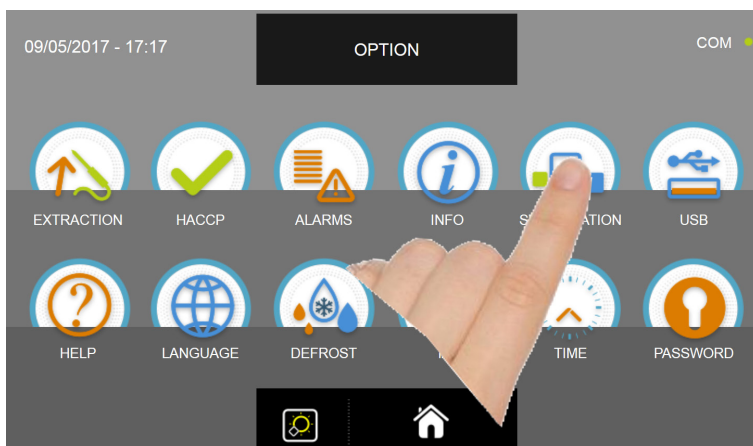 09/05/2017 - 17:17
OPTION
COM
EXTRACTION
HACCP
ALARMS
INFO
USB
HELP
LANGUAGE
DEFROST
TIME
PASSWORD